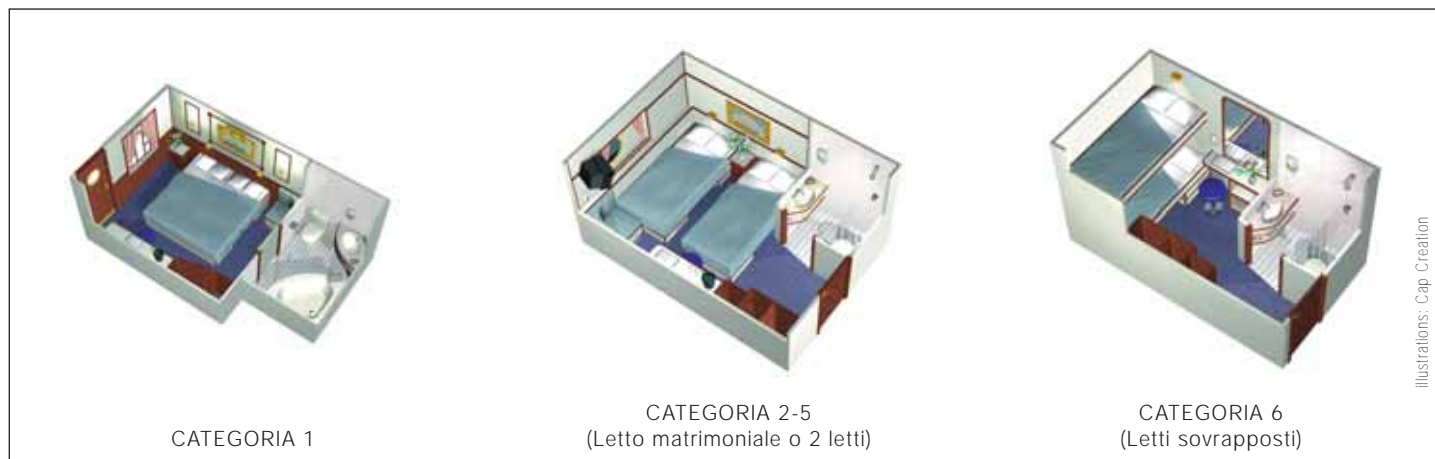 CATEGORIA 1
CATEGORIA 2-5
(Letto matrimoniale o 2 letti)
CATEGORIA 6
(Letti sovrapposti)
illustrations: Cap Creation